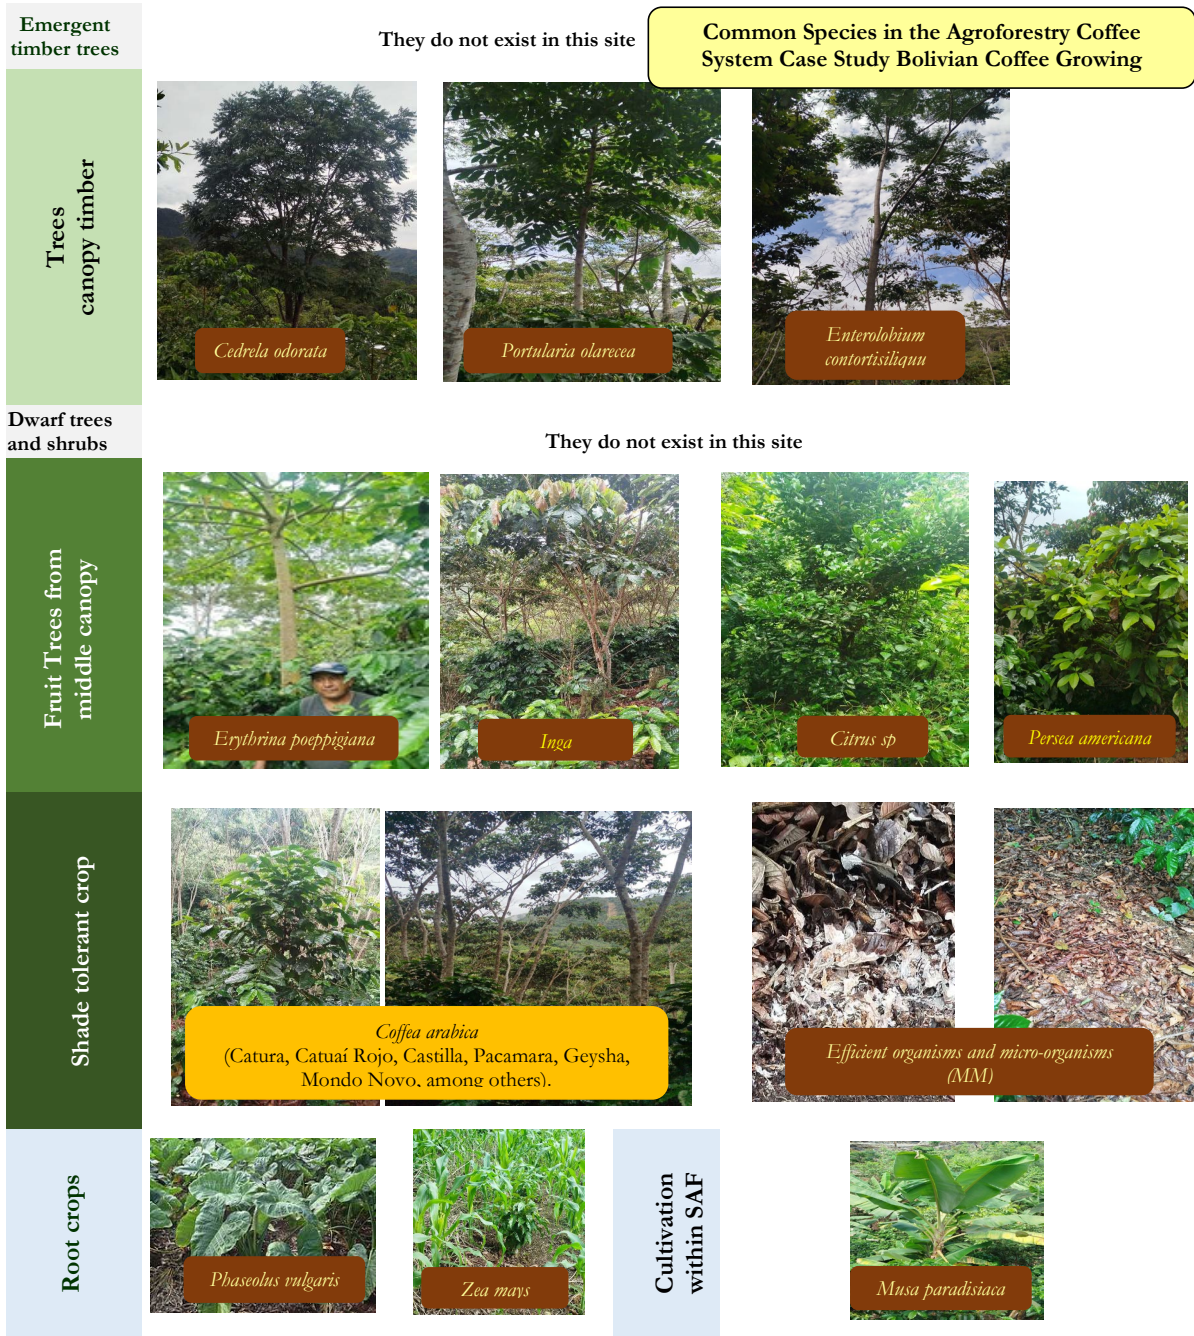 Emergent
timber trees
They do not exist in this site
Common Species in the Agroforestry Coffee
System Case Study Bolivian Coffee Growing
Trees
canopy timber
Cedrela odorata
Portularia olarecea
Enterolobium
contortisiliquu
Dwarf trees
and shrubs
They do not exist in this site
Fruit Trees from
middle canopy
Erythrina poeppigiana
Inga
Citrus sp
Persea americana
Shade tolerant crop
Coffea arabica
(Catura, Catuaí Rojo, Castilla, Pacamara, Geysha,
Mondo Novo, among others).
Efficient organisms and micro-organisms
(MM)
Root crops
Phaseolus vulgaris
Zea mays
Cultivation
within SAF
Musa paradisiaca